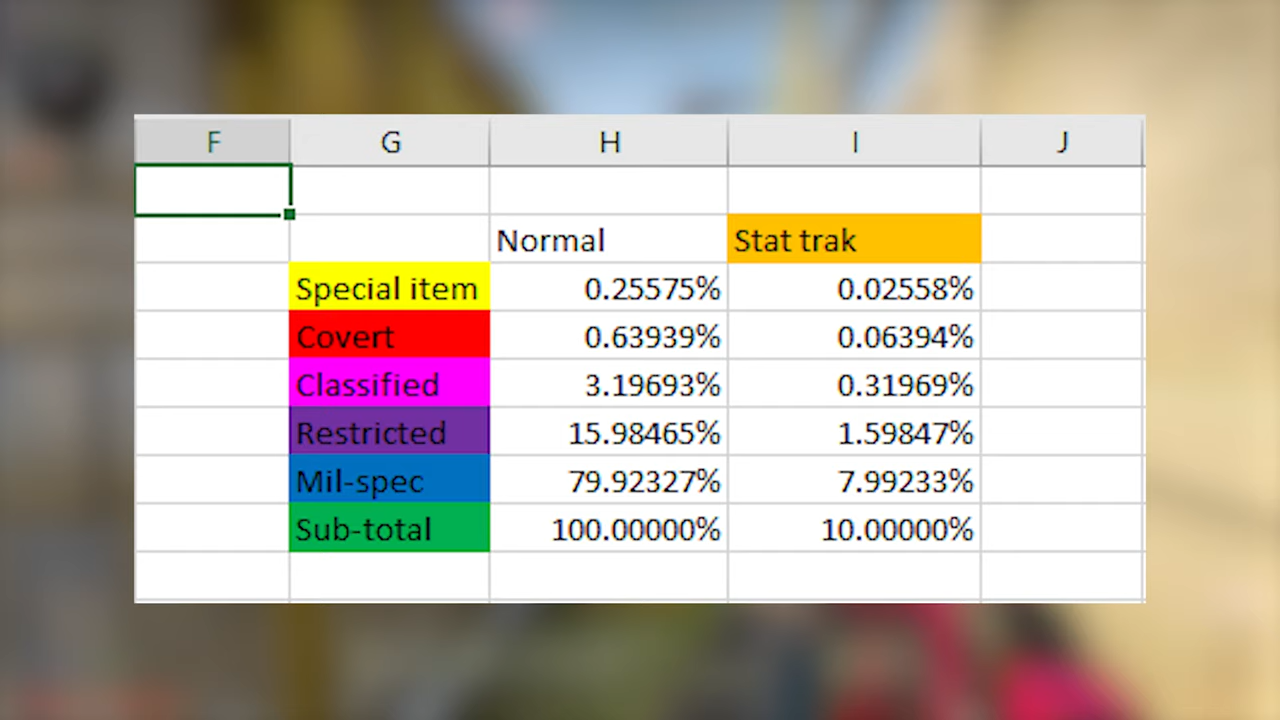 F G H I J
Normal Stat trak
Special item 0.25575% 0.02558%
Covert 0.63939% 0.06394%
Classified 3.19693% 0.31969%
Restricted 15.98465% 1.59847%
Mil-spec 79.92327% 7.99233%
Sub-total 100.00000% 10.00000%